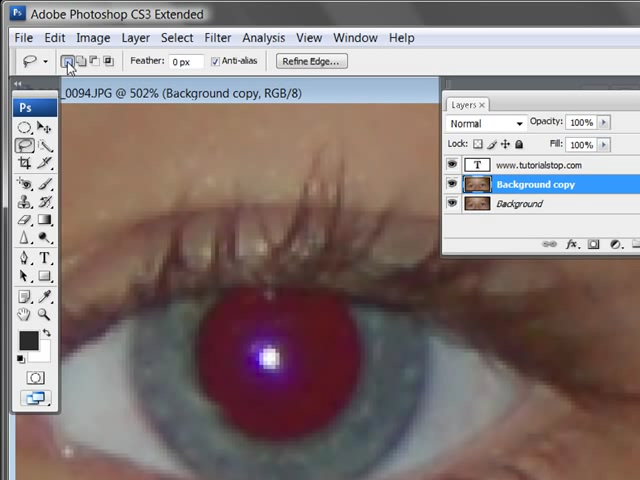 Ps Adobe Photoshop CS3 Extended
File Edit Image Layer Select Filter Analysis View Window Help
Feather: 0 px Anti-alias Refine Edge...
_0094.JPG @ 502% (Background copy, RGB/8)
Ps
Layers x
Normal Opacity: 100%
Lock: Fill: 100%
T www.tutorialstop.com
Background copy
Background
fx.
T